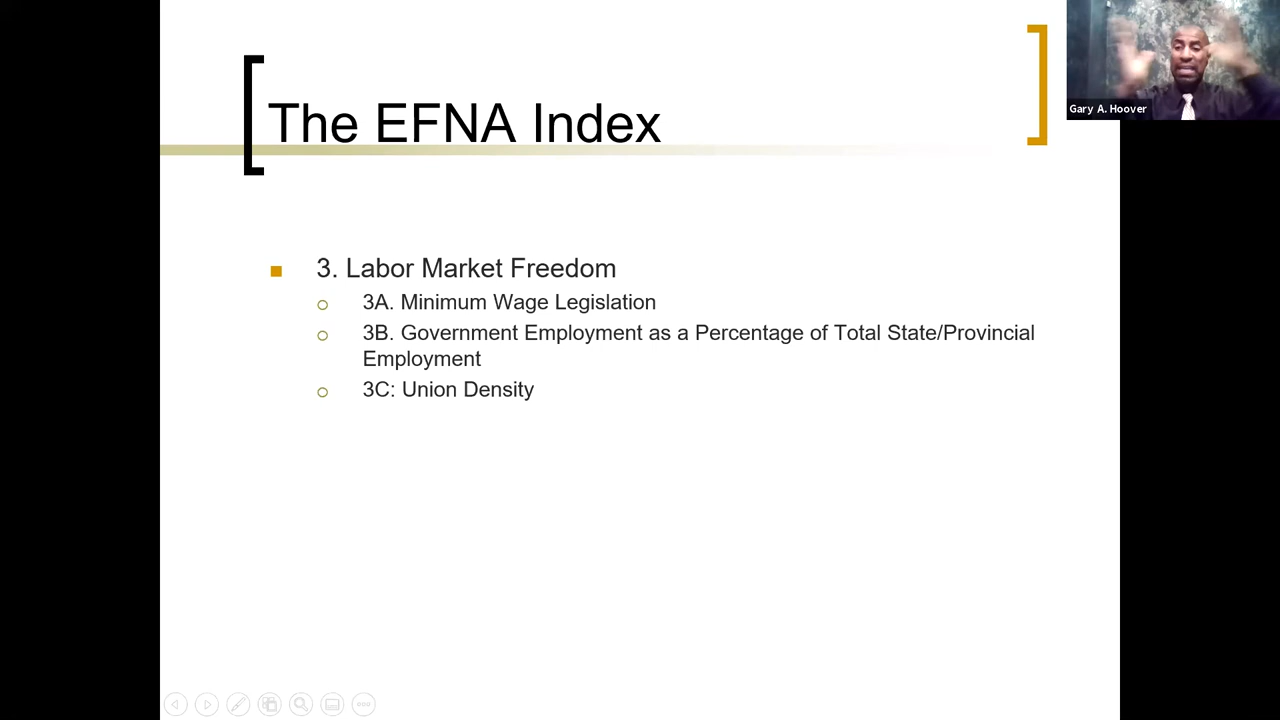 The EFNA Index
Gary A. Hoover
3. Labor Market Freedom
3A. Minimum Wage Legislation
3B. Government Employment as a Percentage of Total State/Provincial
Employment
3C: Union Density